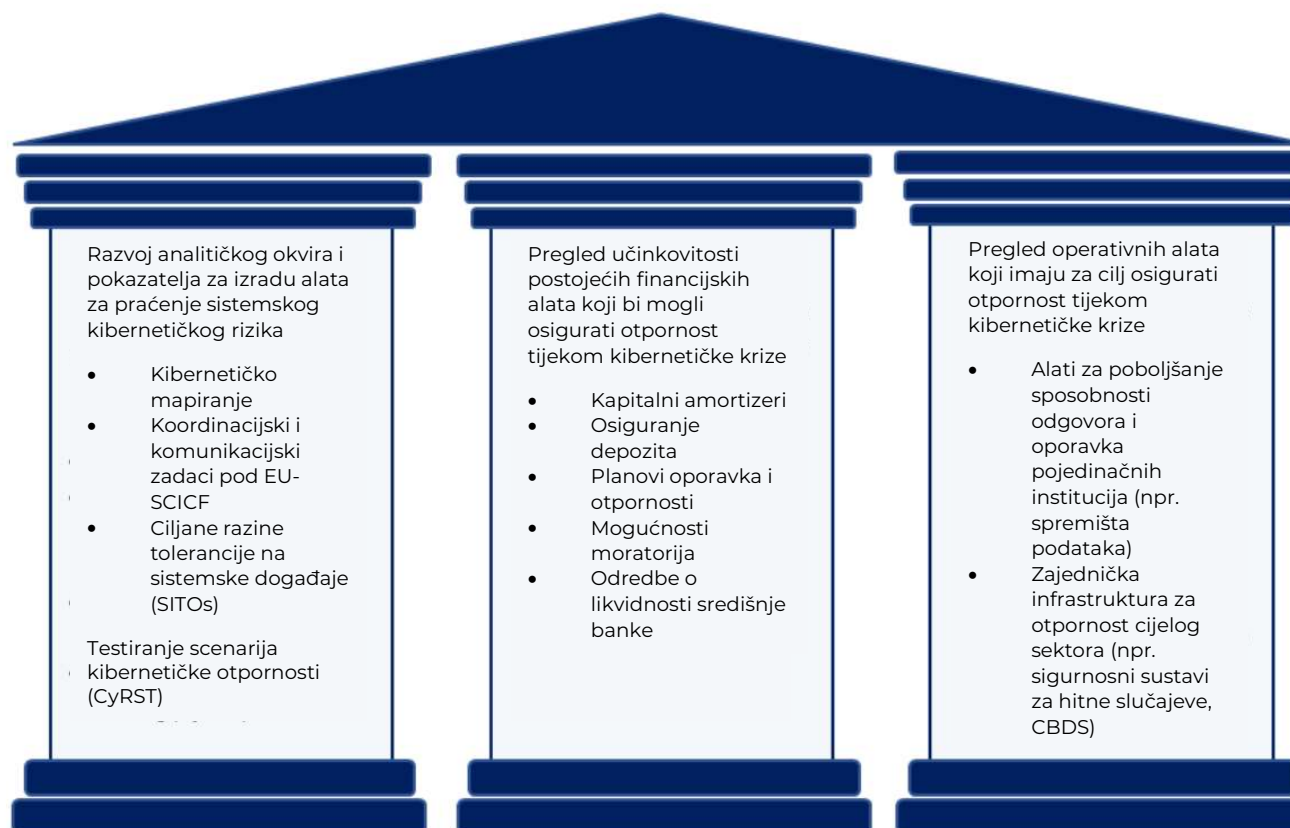 Razvoj analitičkog okvira i
pokazatelja za izradu alata
za praćenje sistemskog
kibernetičkog rizika
• Kibernetičko
mapiranje
• Koordinacijski i
komunikacijski
zadaci pod EU-
SCICF
• Ciljane razine
tolerancije na
sistemske događaje
(SITOs)
Testiranje scenarija
kibernetičke otpornosti
(CyRST)
Pregled učinkovitosti
postojećih financijskih
alata koji bi mogli
osigurati otpornost
tijekom kibernetičke krize
• Kapitalni amortizeri
• Osiguranje
depozita
• Planovi oporavka i
otpornosti
• Mogućnosti
moratorija
• Odredbe o
likvidnosti središnje
banke
Pregled operativnih alata
koji imaju za cilj osigurati
otpornost tijekom
kibernetičke krize
• Alati za poboljšanje
sposobnosti
odgovora i
oporavka
pojedinačnih
institucija (npr.
spremišta
podataka)
• Zajednička
infrastruktura za
otpornost cijelog
sektora (npr.
sigurnosni sustavi
za hitne slučajeve,
CBDS)